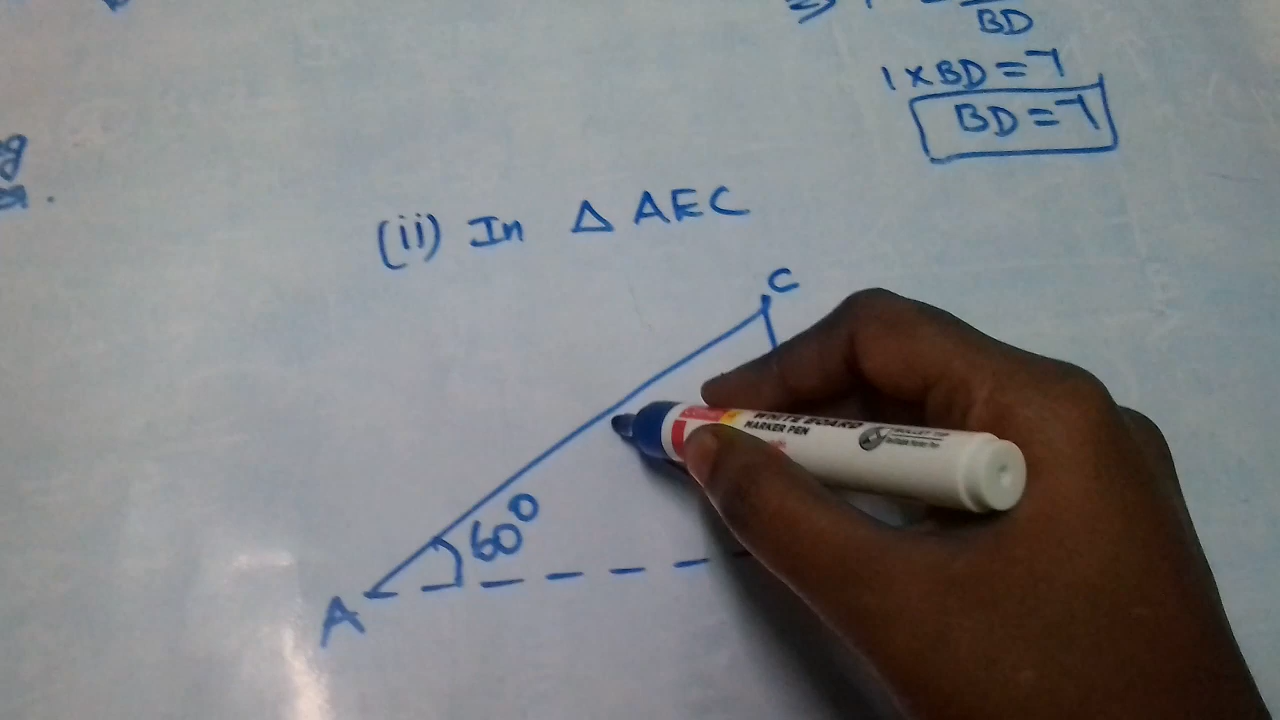 BD
1 × BD = 7
BD = 7
(ii) In Δ AEC
C
WHITE BOARD
MARKER PEN
60°
A